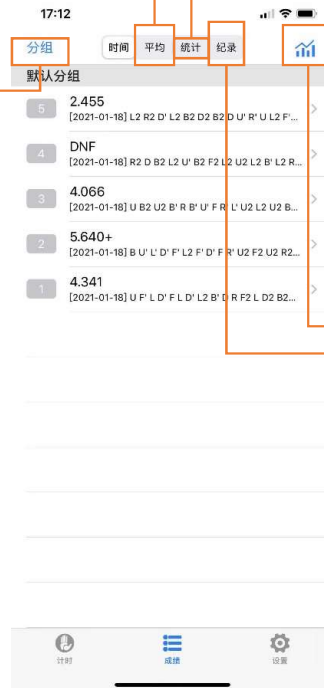 17:12
分组 时间 平均 统计 纪录
默认分组
5 2.455
[2021-01-18] L2 R2 D' L2 B2 D2 B2 D U' R' U L2 F'...
4 DNF
[2021-01-18] R2 D B2 L2 U' B2 F2 L2 U2 L2 B' L2 R...
3 4.066
[2021-01-18] U B2 U2 B' R B' U' F R' L' U2 L2 U2 B...
2 5.640+
[2021-01-18] B U' L' D' F' L2 F' D' F R' U2 F2 U2 R2...
1 4.341
[2021-01-18] U F' L D' F L D' L2 B' D R F2 L D2 B2...
计时 成绩 设置